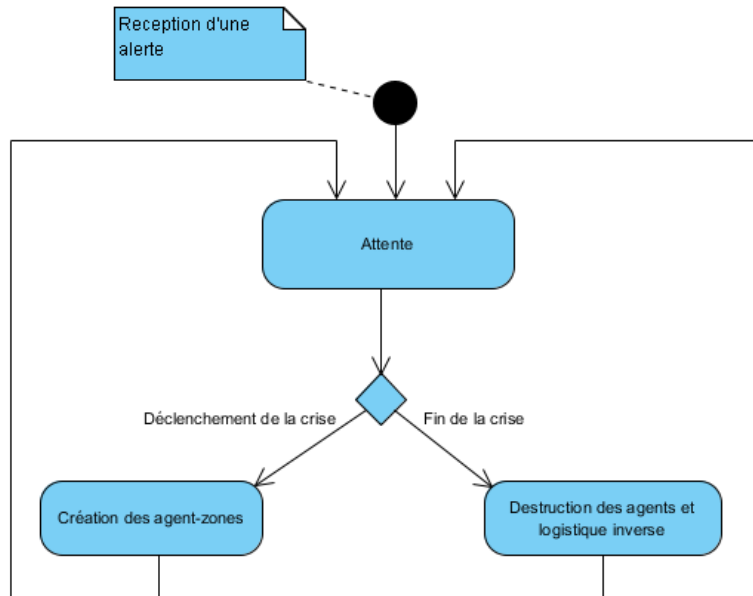 Reception d'une
alerte
Attente
Déclenchement de la crise
Fin de la crise
Création des agent-zones
Destruction des agents et
logistique inverse